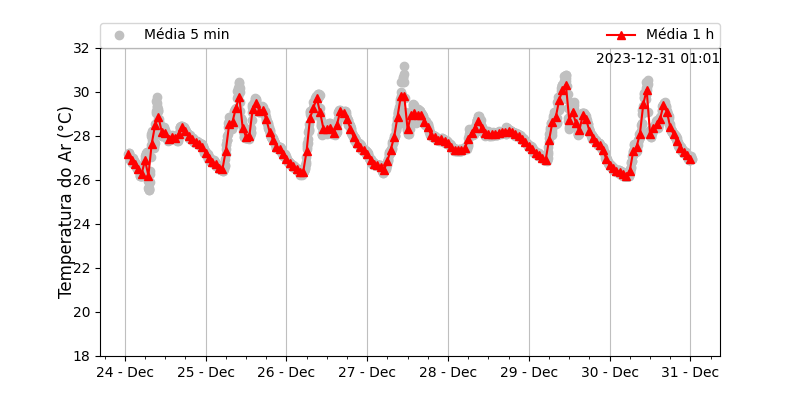 Média 5 min
Média 1 h
2023-12-31 01:01
Temperatura do Ar (°C)
32
30
28
26
24
22
20
18
24 - Dec
25 - Dec
26 - Dec
27 - Dec
28 - Dec
29 - Dec
30 - Dec
31 - Dec